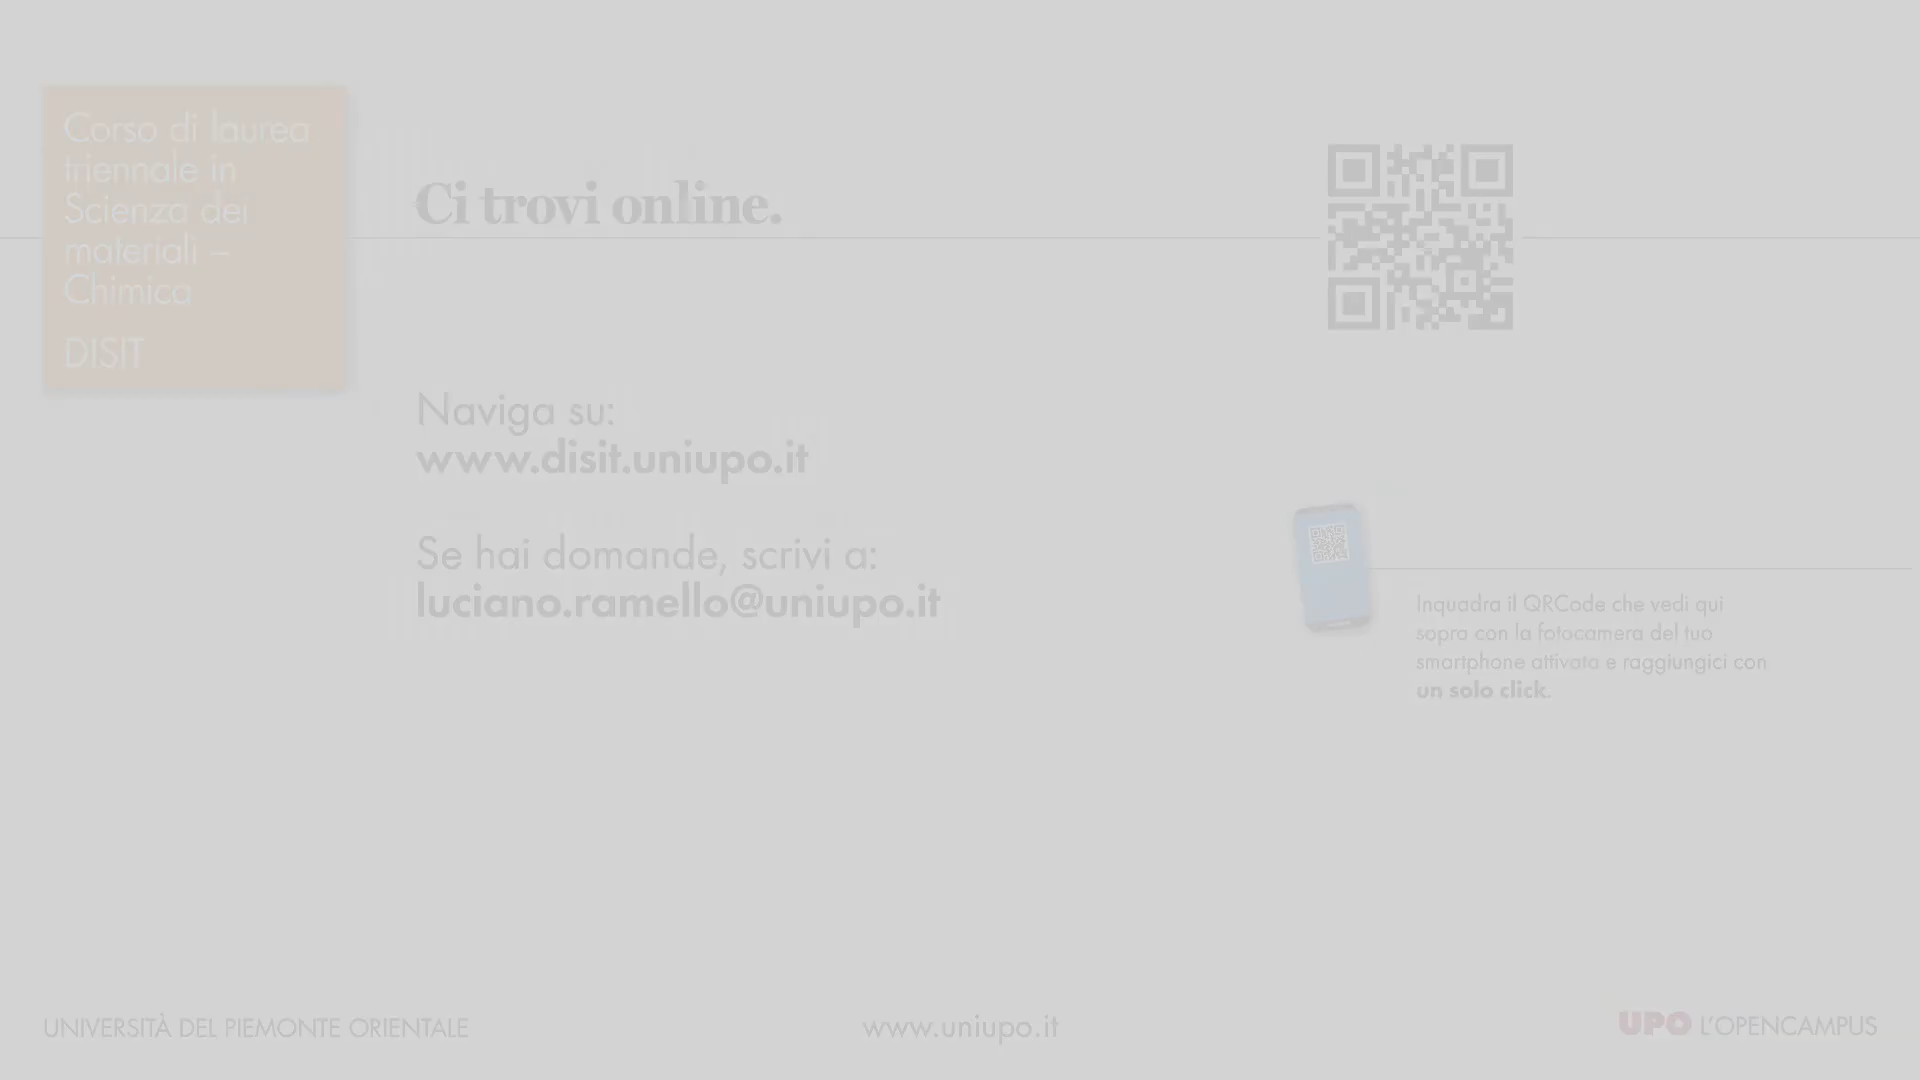 Corso di laurea
triennale in
Scienza dei
materiali –
Chimica
DISIT
Ci trovi online.
Naviga su:
www.disit.uniupo.it
Se hai domande, scrivi a:
luciano.ramello@uniupo.it
Inquadra il QRCode che vedi qui
sopra con la fotocamera del tuo
smartphone attivata e raggiungici con
un solo click.
UNIVERSITÀ DEL PIEMONTE ORIENTALE
www.uniupo.it
UPO L'OPENCAMPUS